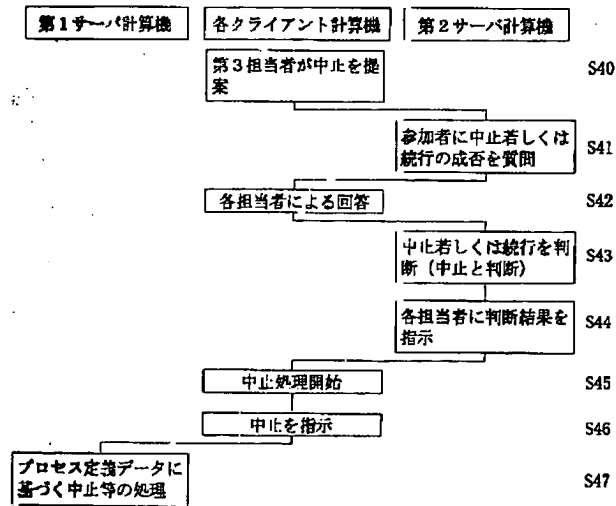 第1サーバ計算機 各クライアント計算機 第2サーバ計算機
第3担当者が中止を提
案
S40
参加者に中止若しくは
続行の成否を質問
S41
各担当者による回答
S42
中止若しくは続行を判
断（中止と判断）
S43
各担当者に判断結果を
指示
S44
中止処理開始
S45
中止を指示
S46
プロセス定義データに
基づく中止等の処理
S47